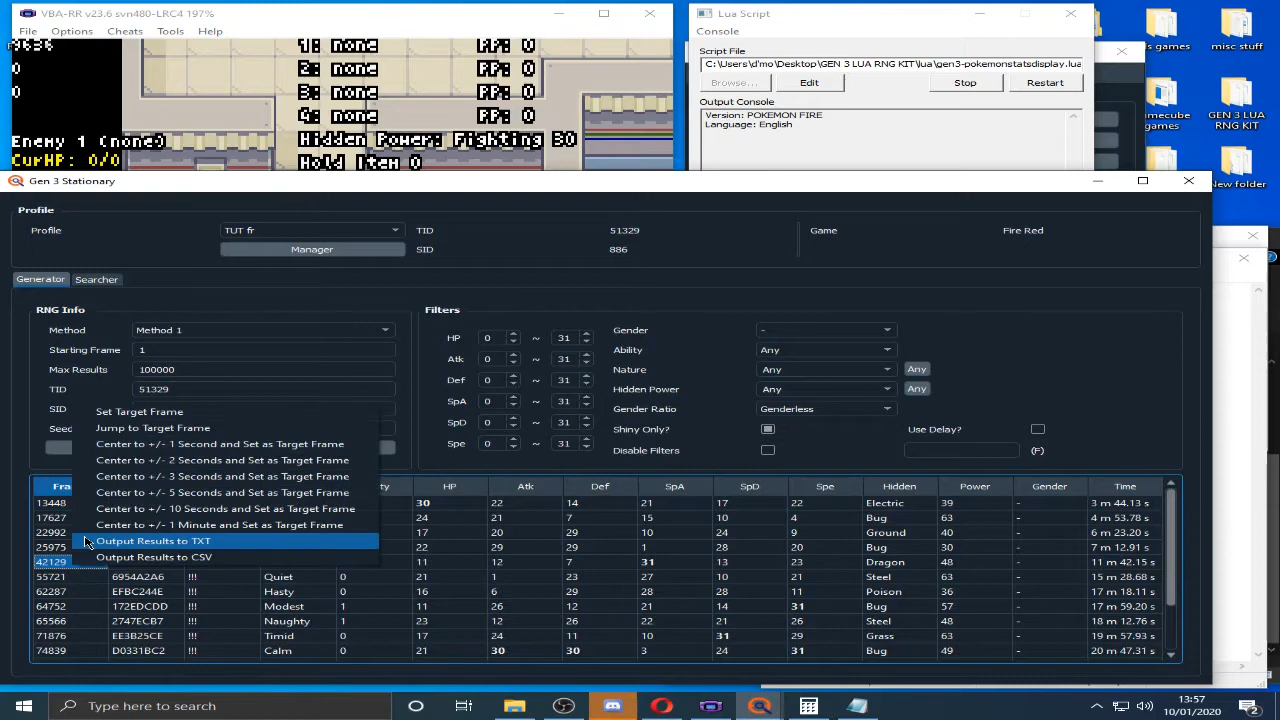 VBA-RR v23.6 svn480-LRC4 197%
File Options Cheats Tools Help
1: none PP: 0
2: none PP: 0
3: none PP: 0
4: none PP: 0
Hidden Power: Fighting 30
Hold Item 0
0
0
Enemy 1 (none)
CurHP: 0/0
Lua Script
Console
Script File
C:\Users\d'mo\Desktop\GEN 3 LUA RNG KIT\lua\gen3-pokemonstatsdisplay.lua
Browse... Edit Stop Restart
Output Console
Version: POKEMON FIRE
Language: English
ds games
misc stuff
games
GEN 3 LUA
RNG KIT
New folder
Gen 3 Stationary
Profile
Profile TUT fr TID 51329 Game Fire Red
Manager SID 886
Generator Searcher
RNG Info
Method Method 1
Starting Frame 1
Max Results 100000
TID 51329
SID
Set Target Frame
Jump to Target Frame
Center to +/- 1 Second and Set as Target Frame
Center to +/- 2 Seconds and Set as Target Frame
Center to +/- 3 Seconds and Set as Target Frame
Center to +/- 5 Seconds and Set as Target Frame
Center to +/- 10 Seconds and Set as Target Frame
Center to +/- 1 Minute and Set as Target Frame
Output Results to TXT
Output Results to CSV
Filters
HP 0 ~ 31
Atk 0 ~ 31
Def 0 ~ 31
SpA 0 ~ 31
SpD 0 ~ 31
Spe 0 ~ 31
Gender -
Ability Any
Nature Any Any
Hidden Power Any Any
Gender Ratio Genderless
Shiny Only? Use Delay?
Disable Filters (F)
HP Atk Def SpA SpD Spe Hidden Power Gender Time
13448 30 22 14 21 17 22 Electric 39 - 3 m 44.13 s
17627 24 21 7 15 10 4 Bug 63 - 4 m 53.78 s
22992 17 20 29 29 10 24 Ground 40 - 6 m 23.20 s
25975 22 29 29 1 28 20 Bug 30 - 7 m 12.91 s
42129 11 12 7 31 13 23 Dragon 48 - 11 m 42.15 s
55721 6954A2A6 !!! Quiet 0 6 1 23 27 10 21 Steel 63 - 15 m 28.68 s
62287 EFBC244E !!! Hasty 0 27 29 13 28 28 11 Poison 36 - 17 m 18.11 s
64752 172EDCDD !!! Modest 1 11 26 12 21 14 31 Bug 57 - 17 m 59.20 s
65566 2747ECB7 !!! Naughty 1 23 12 26 22 21 26 Steel 48 - 18 m 12.76 s
71876 EE3B25CE !!! Timid 0 17 24 11 10 31 29 Grass 63 - 19 m 57.93 s
74839 D0331BC2 !!! Calm 0 21 30 30 3 24 31 Bug 49 - 20 m 47.31 s
Type here to search
13:57
10/01/2020
2